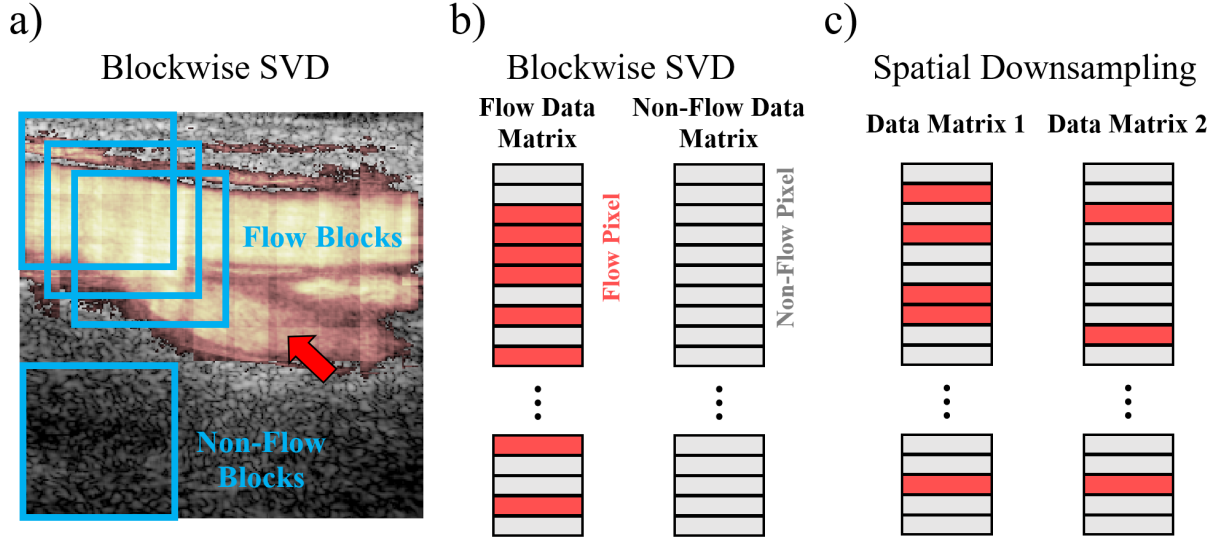 a)
Blockwise SVD
Flow Blocks
Non-Flow
Blocks
b)
Blockwise SVD
Flow Data
Matrix
Non-Flow Data
Matrix
Flow Pixel
Non-Flow Pixel
c)
Spatial Downsampling
Data Matrix 1
Data Matrix 2